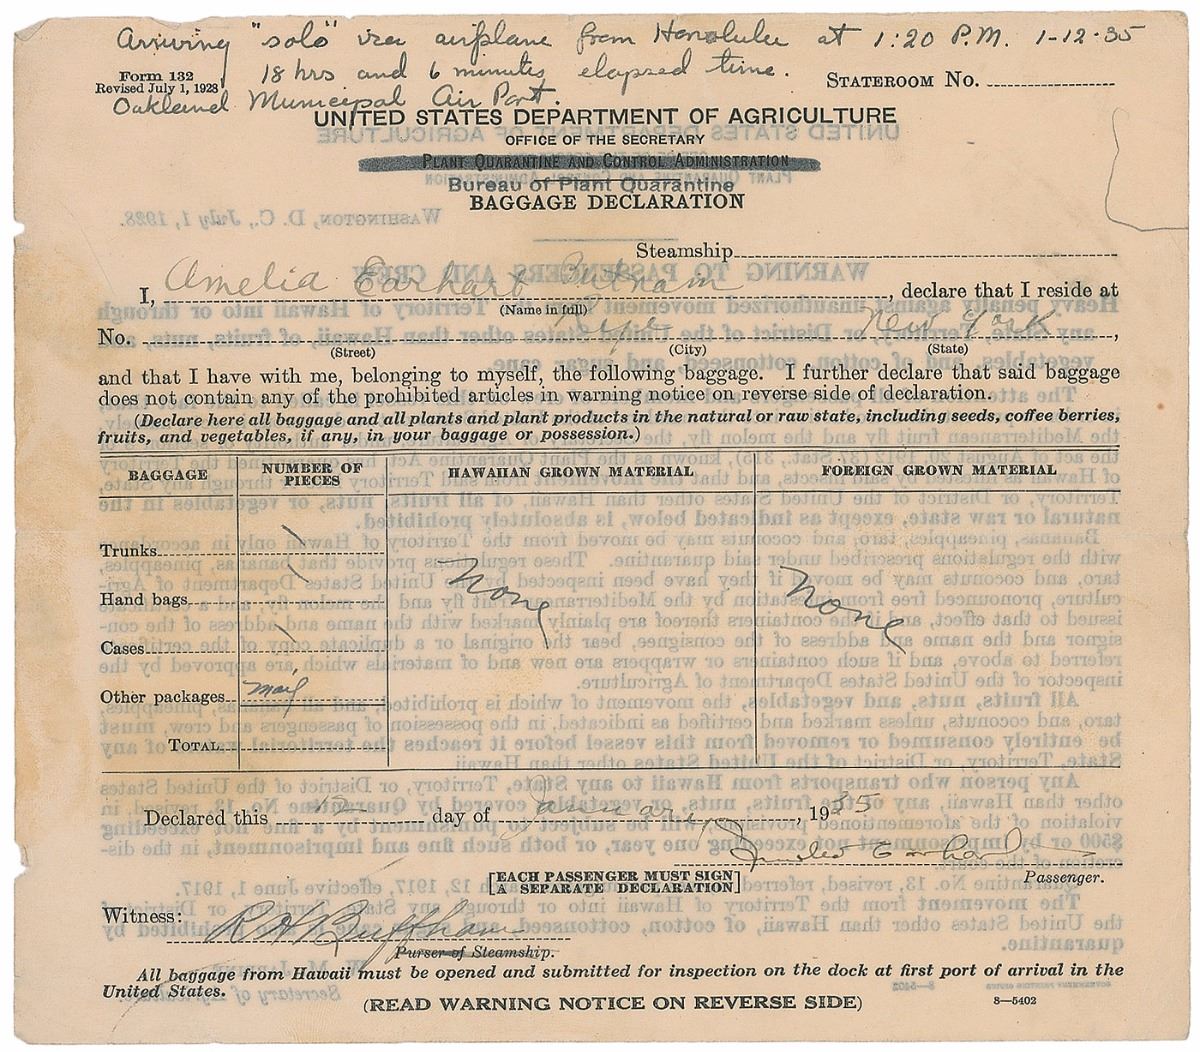 Arriving "solo" via airplane from Honolulu at 1:20 P.M. 1-12-35
Form 132
Revised July 1, 1928
18 hrs and 6 minutes elapsed time.
STATEROOM NO.
Oakland Municipal Air Port.
UNITED STATES DEPARTMENT OF AGRICULTURE
OFFICE OF THE SECRETARY
PLANT QUARANTINE AND CONTROL ADMINISTRATION
Bureau of Plant Quarantine
BAGGAGE DECLARATION
Steamship
I, Amelia Earhart Putnam, declare that I reside at
(Name in full)
No. New York,
(Street) (City) (State)
and that I have with me, belonging to myself, the following baggage. I further declare that said baggage
does not contain any of the prohibited articles in warning notice on reverse side of declaration.
(Declare here all baggage and all plants and plant products in the natural or raw state, including seeds, coffee berries,
fruits, and vegetables, if any, in your baggage or possession.)
BAGGAGE NUMBER OF PIECES HAWAIIAN GROWN MATERIAL FOREIGN GROWN MATERIAL
Trunks
Hand bags None None
Cases
Other packages mail
TOTAL
Declared this 12 day of January, 1935
Amelia Earhart
Passenger.
[EACH PASSENGER MUST SIGN
A SEPARATE DECLARATION]
Witness:
Purser of Steamship.
All baggage from Hawaii must be opened and submitted for inspection on the dock at first port of arrival in the
United States.
(READ WARNING NOTICE ON REVERSE SIDE) 8—5402